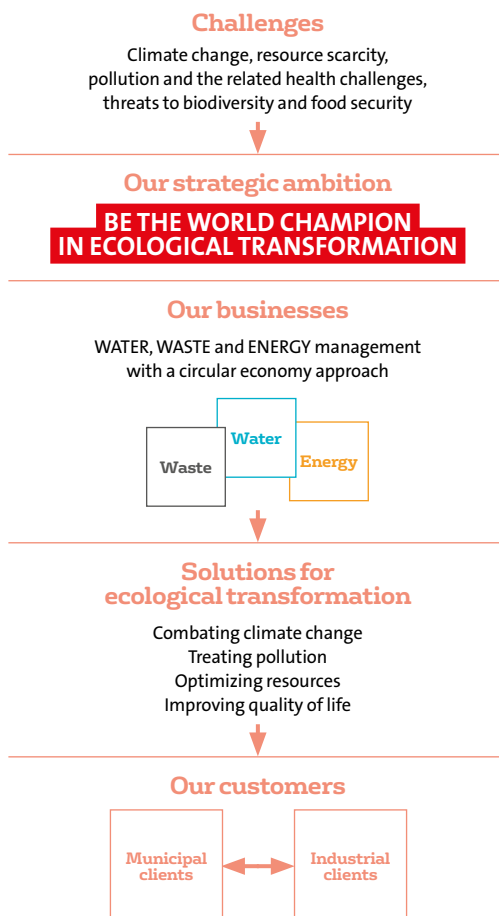 Challenges
Climate change, resource scarcity,
pollution and the related health challenges,
threats to biodiversity and food security
Our strategic ambition
BE THE WORLD CHAMPION
IN ECOLOGICAL TRANSFORMATION
Our businesses
WATER, WASTE and ENERGY management
with a circular economy approach
Waste
Water
Energy
Solutions for
ecological transformation
Combating climate change
Treating pollution
Optimizing resources
Improving quality of life
Our customers
Municipal
clients
Industrial
clients